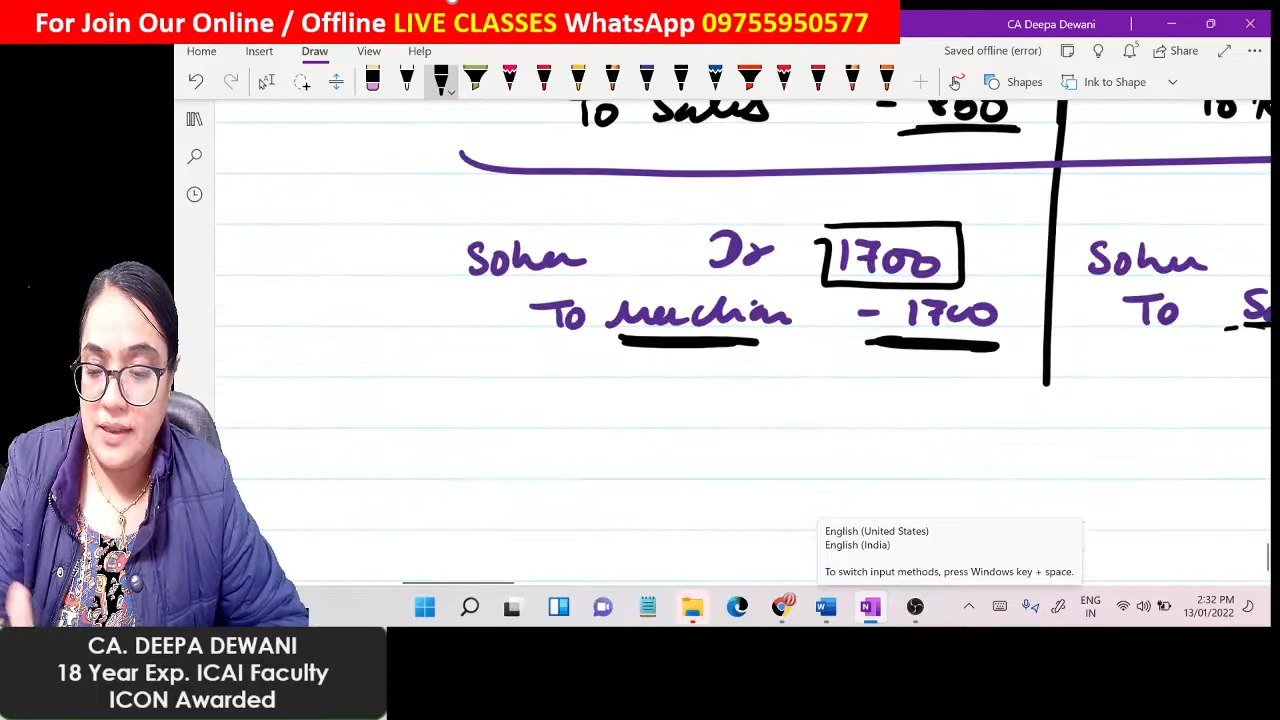 For Join Our Online / Offline LIVE CLASSES WhatsApp 09755950577
CA Deepa Dewani
Home Insert Draw View Help
Saved offline (error)
Share
Shapes
Ink to Shape
To Sales - 850
To
Sohan Dr 1700
To - 1700
Sohan
To
English (United States)
English (India)
To switch input methods, press Windows key + space.
ENG
IN
2:32 PM
13/01/2022
CA. DEEPA DEWANI
18 Year Exp. ICAI Faculty
ICON Awarded